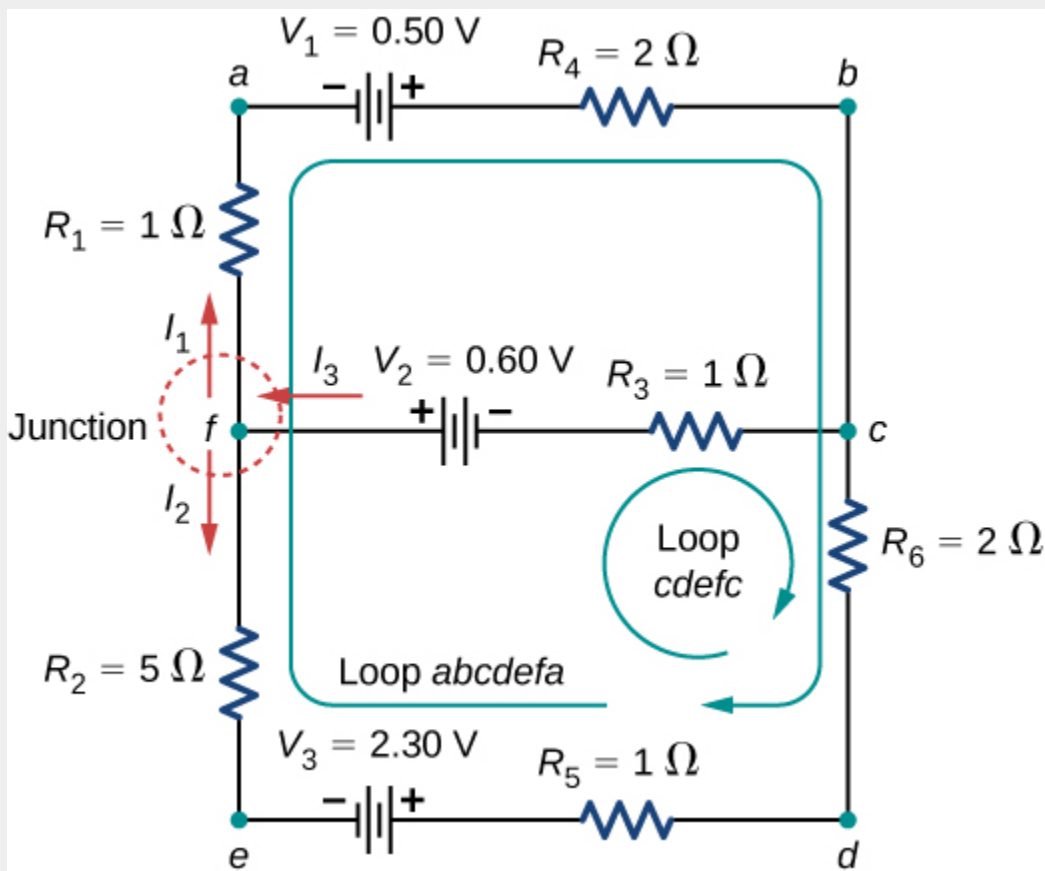 V₁ = 0.50 V
R₄ = 2 Ω
a
b
− +
R₁ = 1 Ω
I₁
I₃
V₂ = 0.60 V
R₃ = 1 Ω
+ −
Junction
f
c
I₂
Loop
cdefc
R₆ = 2 Ω
R₂ = 5 Ω
Loop abcdefa
V₃ = 2.30 V
R₅ = 1 Ω
− +
e
d